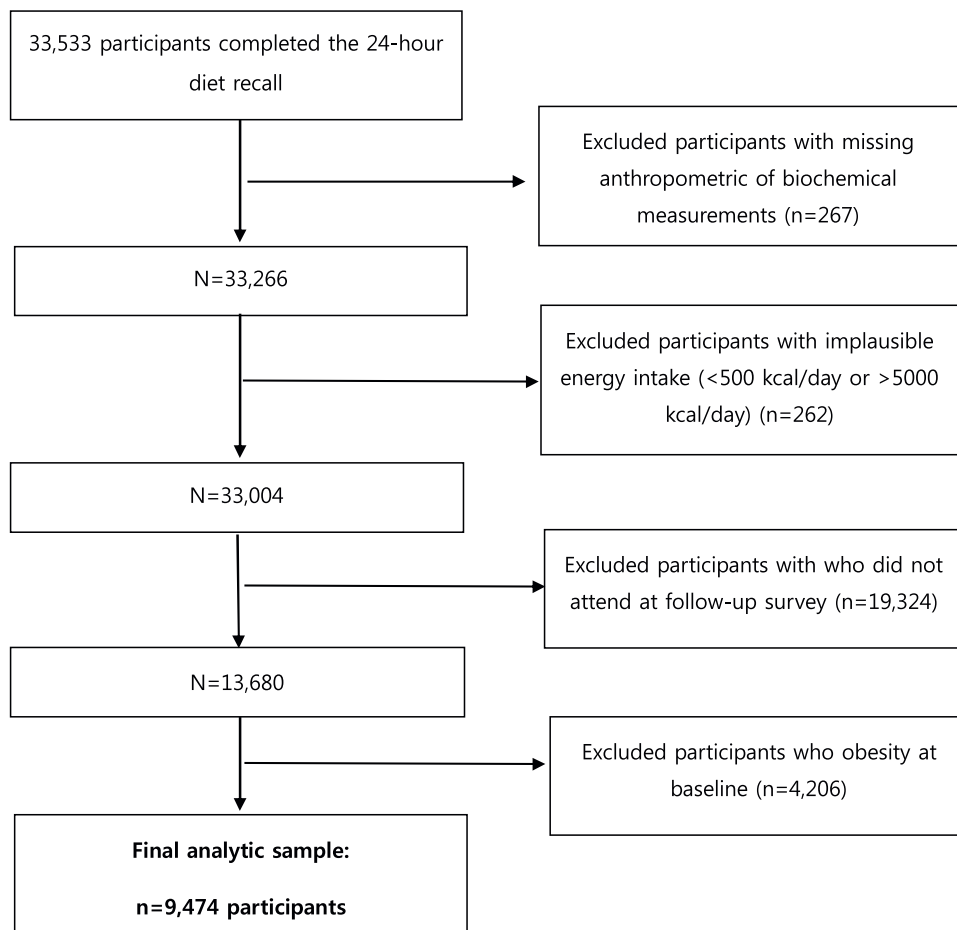 33,533 participants completed the 24-hour
diet recall
Excluded participants with missing
anthropometric of biochemical
measurements (n=267)
N=33,266
Excluded participants with implausible
energy intake (<500 kcal/day or >5000
kcal/day) (n=262)
N=33,004
Excluded participants with who did not
attend at follow-up survey (n=19,324)
N=13,680
Excluded participants who obesity at
baseline (n=4,206)
Final analytic sample:
n=9,474 participants